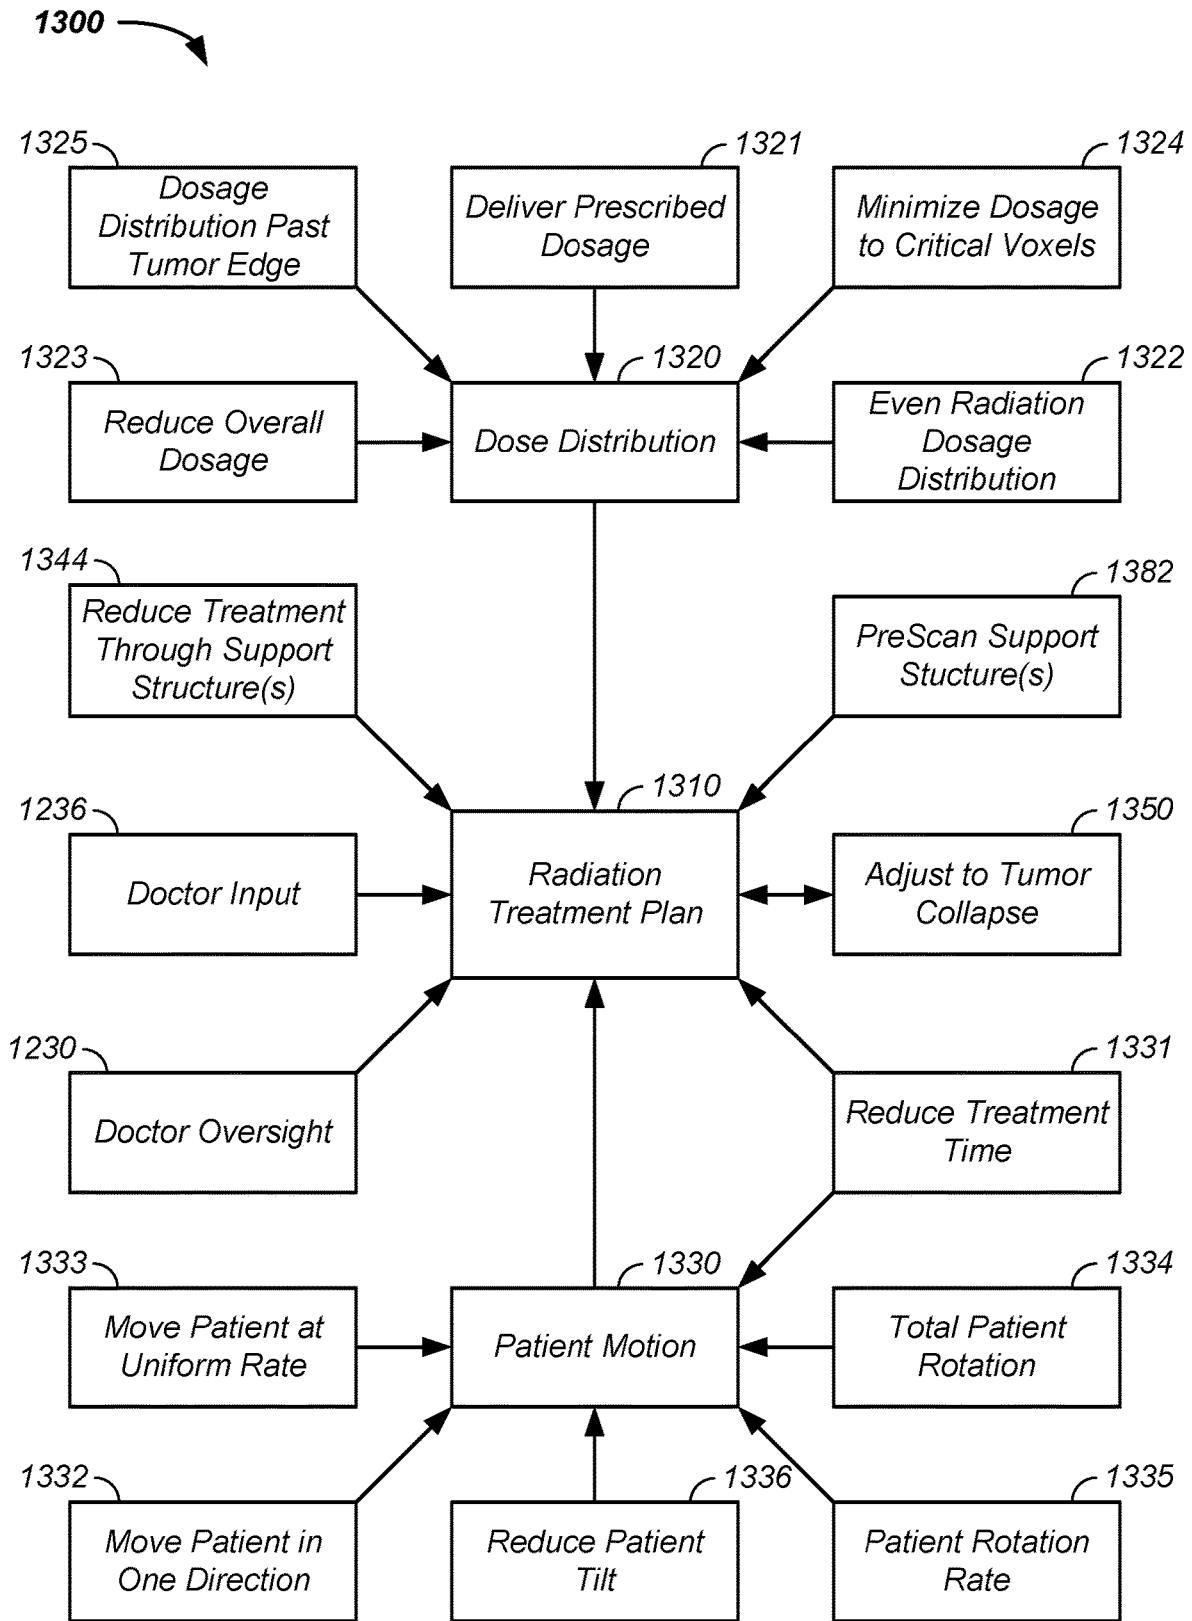 1300
1325
1321
1324
Dosage
Distribution Past
Tumor Edge
Deliver Prescribed
Dosage
Minimize Dosage
to Critical Voxels
1323
1320
1322
Reduce Overall
Dosage
Dose Distribution
Even Radiation
Dosage
Distribution
1344
1382
Reduce Treatment
Through Support
Structure(s)
PreScan Support
Stucture(s)
1236
1310
1350
Doctor Input
Radiation
Treatment Plan
Adjust to Tumor
Collapse
1230
1331
Doctor Oversight
Reduce Treatment
Time
1333
1330
1334
Move Patient at
Uniform Rate
Patient Motion
Total Patient
Rotation
1332
1336
1335
Move Patient in
One Direction
Reduce Patient
Tilt
Patient Rotation
Rate